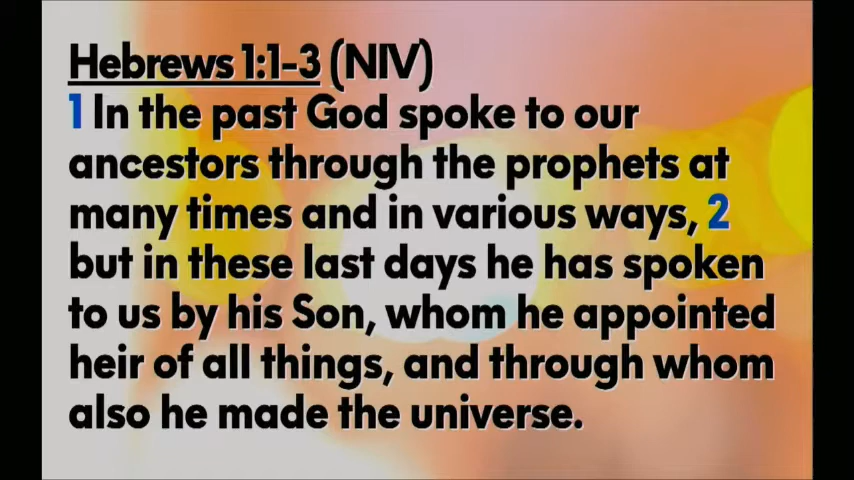 Hebrews 1:1-3 (NIV)
1 In the past God spoke to our
ancestors through the prophets at
many times and in various ways, 2
but in these last days he has spoken
to us by his Son, whom he appointed
heir of all things, and through whom
also he made the universe.